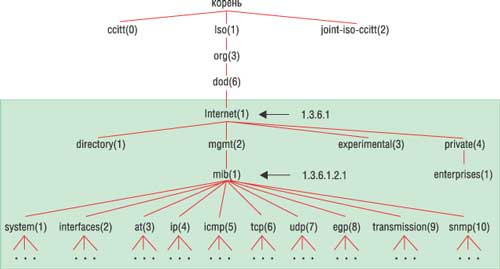 корень
ccitt(0) Iso(1) joint-iso-ccitt(2)
org(3)
dod(6)
Internet(1) 1.3.6.1
directory(1) mgmt(2) experimental(3) private(4)
mib(1) 1.3.6.1.2.1 enterprises(1)
system(1) interfaces(2) at(3) ip(4) icmp(5) tcp(6) udp(7) egp(8) transmission(9) snmp(10)